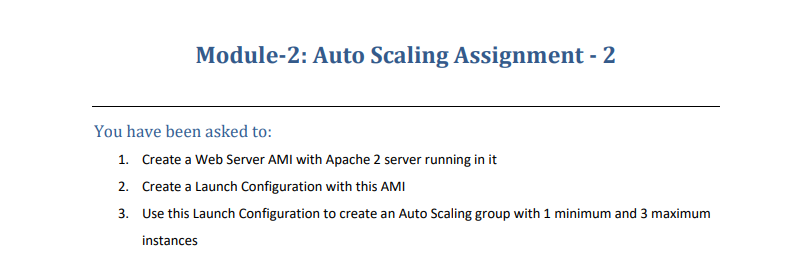 Module-2: Auto Scaling Assignment - 2
You have been asked to:
1. Create a Web Server AMI with Apache 2 server running in it
2. Create a Launch Configuration with this AMI
3. Use this Launch Configuration to create an Auto Scaling group with 1 minimum and 3 maximum
instances